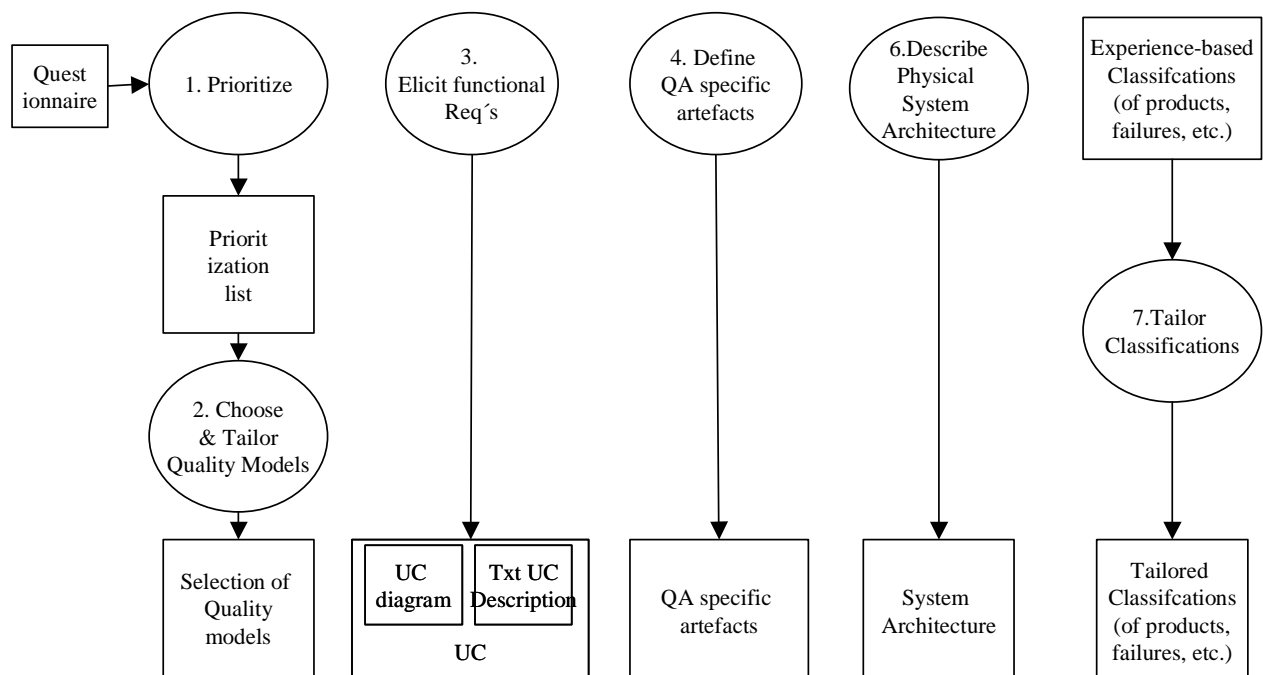 Quest
ionnaire
1. Prioritize
Priorit
ization
list
2. Choose
& Tailor
Quality Models
Selection of
Quality
models
3.
Elicit functional
Req´s
UC
diagram
Txt UC
Description
UC
4. Define
QA specific
artefacts
QA specific
artefacts
6.Describe
Physical
System
Architecture
System
Architecture
Experience-based
Classifcations
(of products,
failures, etc.)
7.Tailor
Classifications
Tailored
Classifcations
(of products,
failures, etc.)